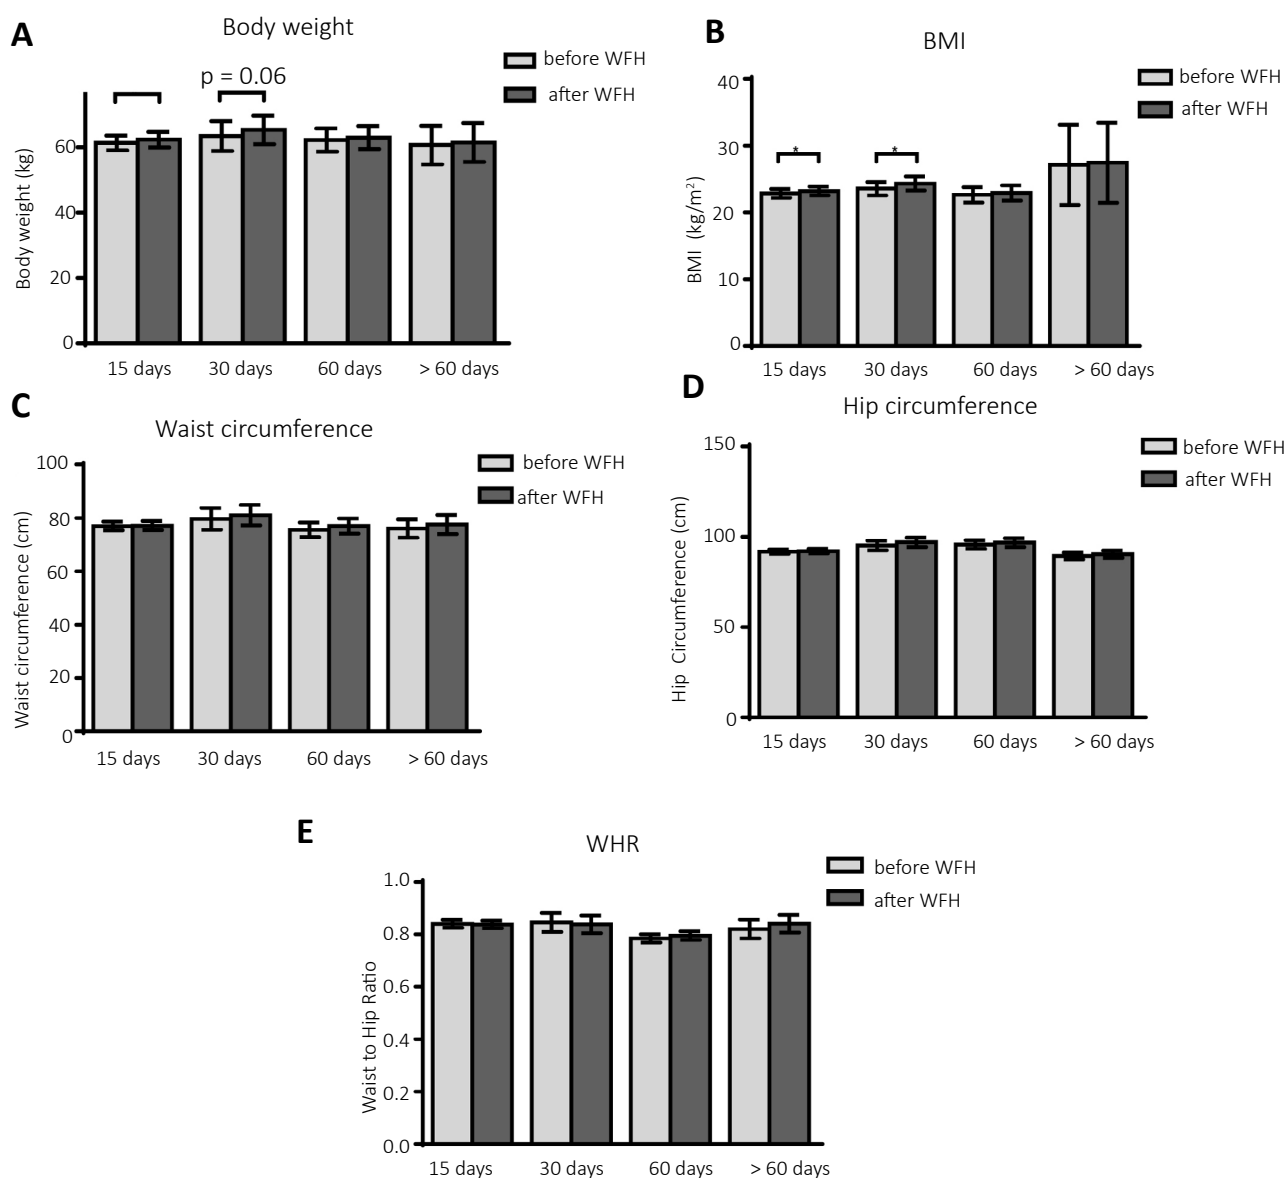 A
Body weight
before WFH
after WFH
p = 0.06
Body weight (kg)
60
40
20
0
15 days
30 days
60 days
> 60 days
B
BMI
before WFH
after WFH
*
*
BMI (kg/m²)
40
30
20
10
0
15 days
30 days
60 days
> 60 days
C
Waist circumference
before WFH
after WFH
Waist circumference (cm)
100
80
60
40
20
0
15 days
30 days
60 days
> 60 days
D
Hip circumference
before WFH
after WFH
Hip Circumference (cm)
150
100
50
0
15 days
30 days
60 days
> 60 days
E
WHR
before WFH
after WFH
Waist to Hip Ratio
1.0
0.8
0.6
0.4
0.2
0.0
15 days
30 days
60 days
> 60 days